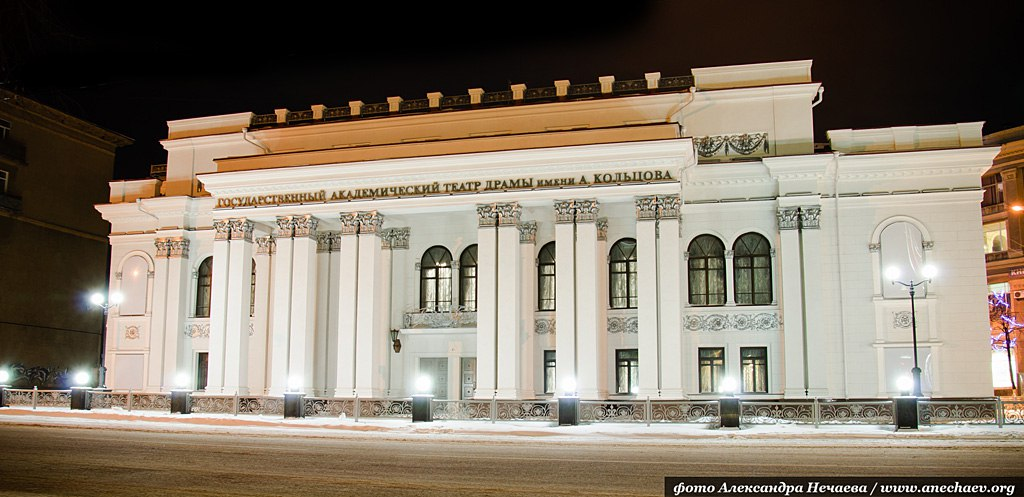 ГОСУДАРСТВЕННЫЙ АКАДЕМИЧЕСКИЙ ТЕАТР ДРАМЫ ИМЕНИ А. КОЛЬЦОВА
фото Александра Нечаева / www.anechaev.org